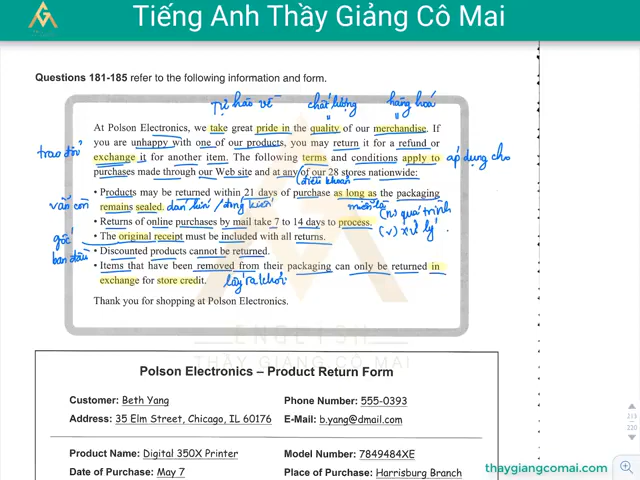 Tiếng Anh Thầy Giảng Cô Mai
Questions 181-185 refer to the following information and form.
Tự hào về chất lượng hàng hoá
At Polson Electronics, we take great pride in the quality of our merchandise. If
you are unhappy with one of our products, you may return it for a refund or
trao đổi
exchange it for another item. The following terms and conditions apply to áp dụng cho
purchases made through our Web site and at any of our 28 stores nationwide:
điều khoản
• Products may be returned within 21 days of purchase as long as the packaging
vẫn còn remains sealed. dán kín / đóng kín miễn là (n) quá trình
• Returns of online purchases by mail take 7 to 14 days to process. (v) xử lý
gốc
• The original receipt must be included with all returns.
ban đầu
• Discounted products cannot be returned.
• Items that have been removed from their packaging can only be returned in
exchange for store credit. lấy ra khỏi
Thank you for shopping at Polson Electronics.
ENGLISH
THẦY GIẢNG CÔ MAI
Polson Electronics – Product Return Form
Customer: Beth Yang Phone Number: 555-0393
Address: 35 Elm Street, Chicago, IL 60176 E-Mail: b.yang@dmail.com
Product Name: Digital 350X Printer Model Number: 7849484XE
Date of Purchase: May 7 Place of Purchase: Harrisburg Branch
213
220
thaygiangcomai.com